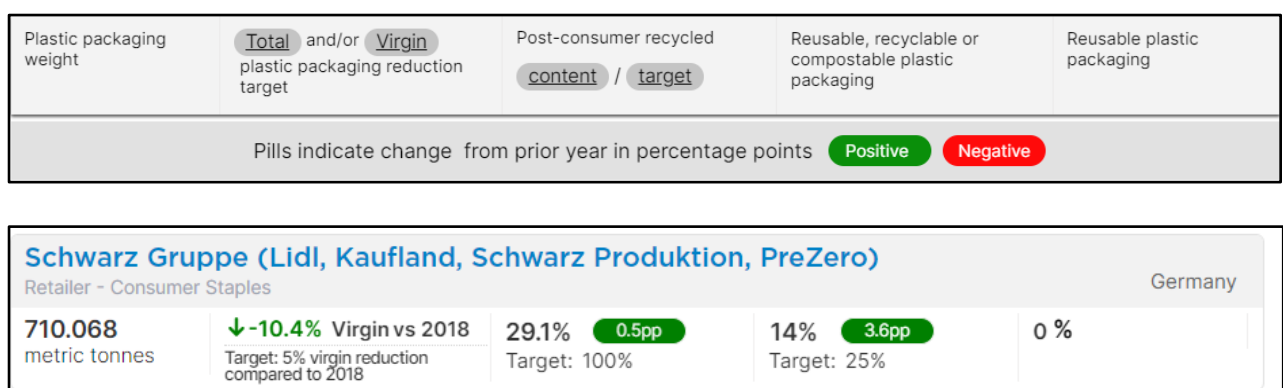 Plastic packaging weight
Total and/or Virgin plastic packaging reduction target
Post-consumer recycled content / target
Reusable, recyclable or compostable plastic packaging
Reusable plastic packaging
Pills indicate change from prior year in percentage points Positive Negative
Schwarz Gruppe (Lidl, Kaufland, Schwarz Produktion, PreZero)
Retailer - Consumer Staples
Germany
710.068
metric tonnes
↓-10.4% Virgin vs 2018
Target: 5% virgin reduction
compared to 2018
29.1% 0.5pp
Target: 100%
14% 3.6pp
Target: 25%
0 %